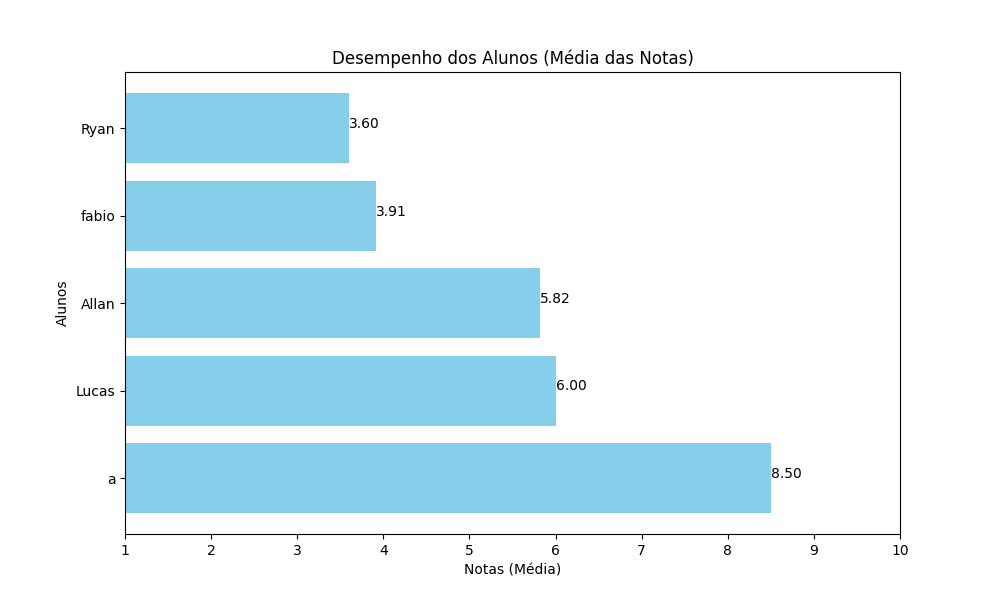 Desempenho dos Alunos (Média das Notas)
Ryan
3.60
fabio
3.91
Allan
5.82
Lucas
6.00
a
8.50
Alunos
1 2 3 4 5 6 7 8 9 10
Notas (Média)